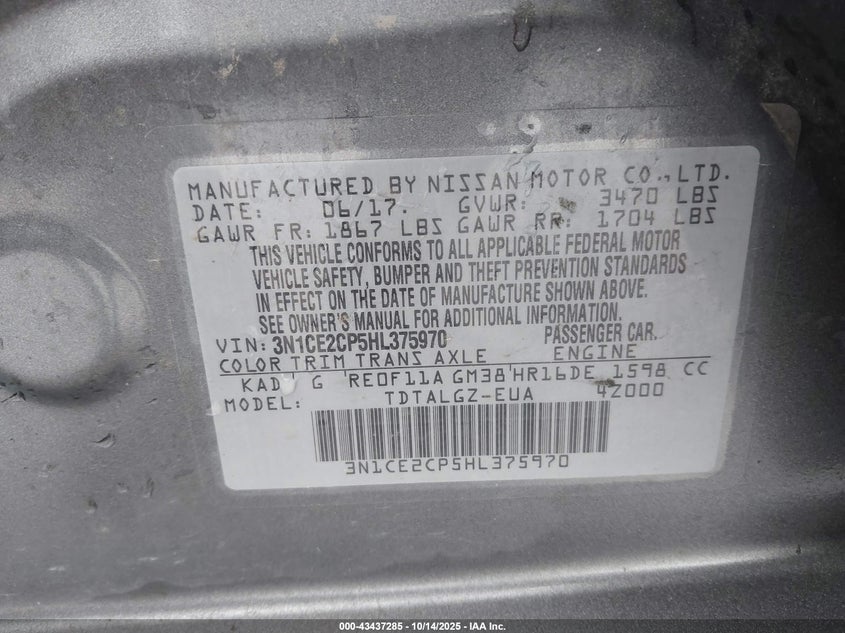 MANUFACTURED BY NISSAN MOTOR CO., LTD.
DATE: 06/17. GVWR: 3470 LBS
GAWR FR: 1867 LBS GAWR RR: 1704 LBS
THIS VEHICLE CONFORMS TO ALL APPLICABLE FEDERAL MOTOR
VEHICLE SAFETY, BUMPER AND THEFT PREVENTION STANDARDS
IN EFFECT ON THE DATE OF MANUFACTURE SHOWN ABOVE.
SEE OWNER'S MANUAL FOR ADDITIONAL INFORMATION.
VIN: 3N1CE2CP5HL375970 PASSENGER CAR.
COLOR TRIM TRANS AXLE ENGINE
KAD G RE0F11A GM38 HR16DE 1598 CC
MODEL: TDTALGZ-EUA 42000
3N1CE2CP5HL375970
000-43437285 - 10/14/2025 - IAA Inc.